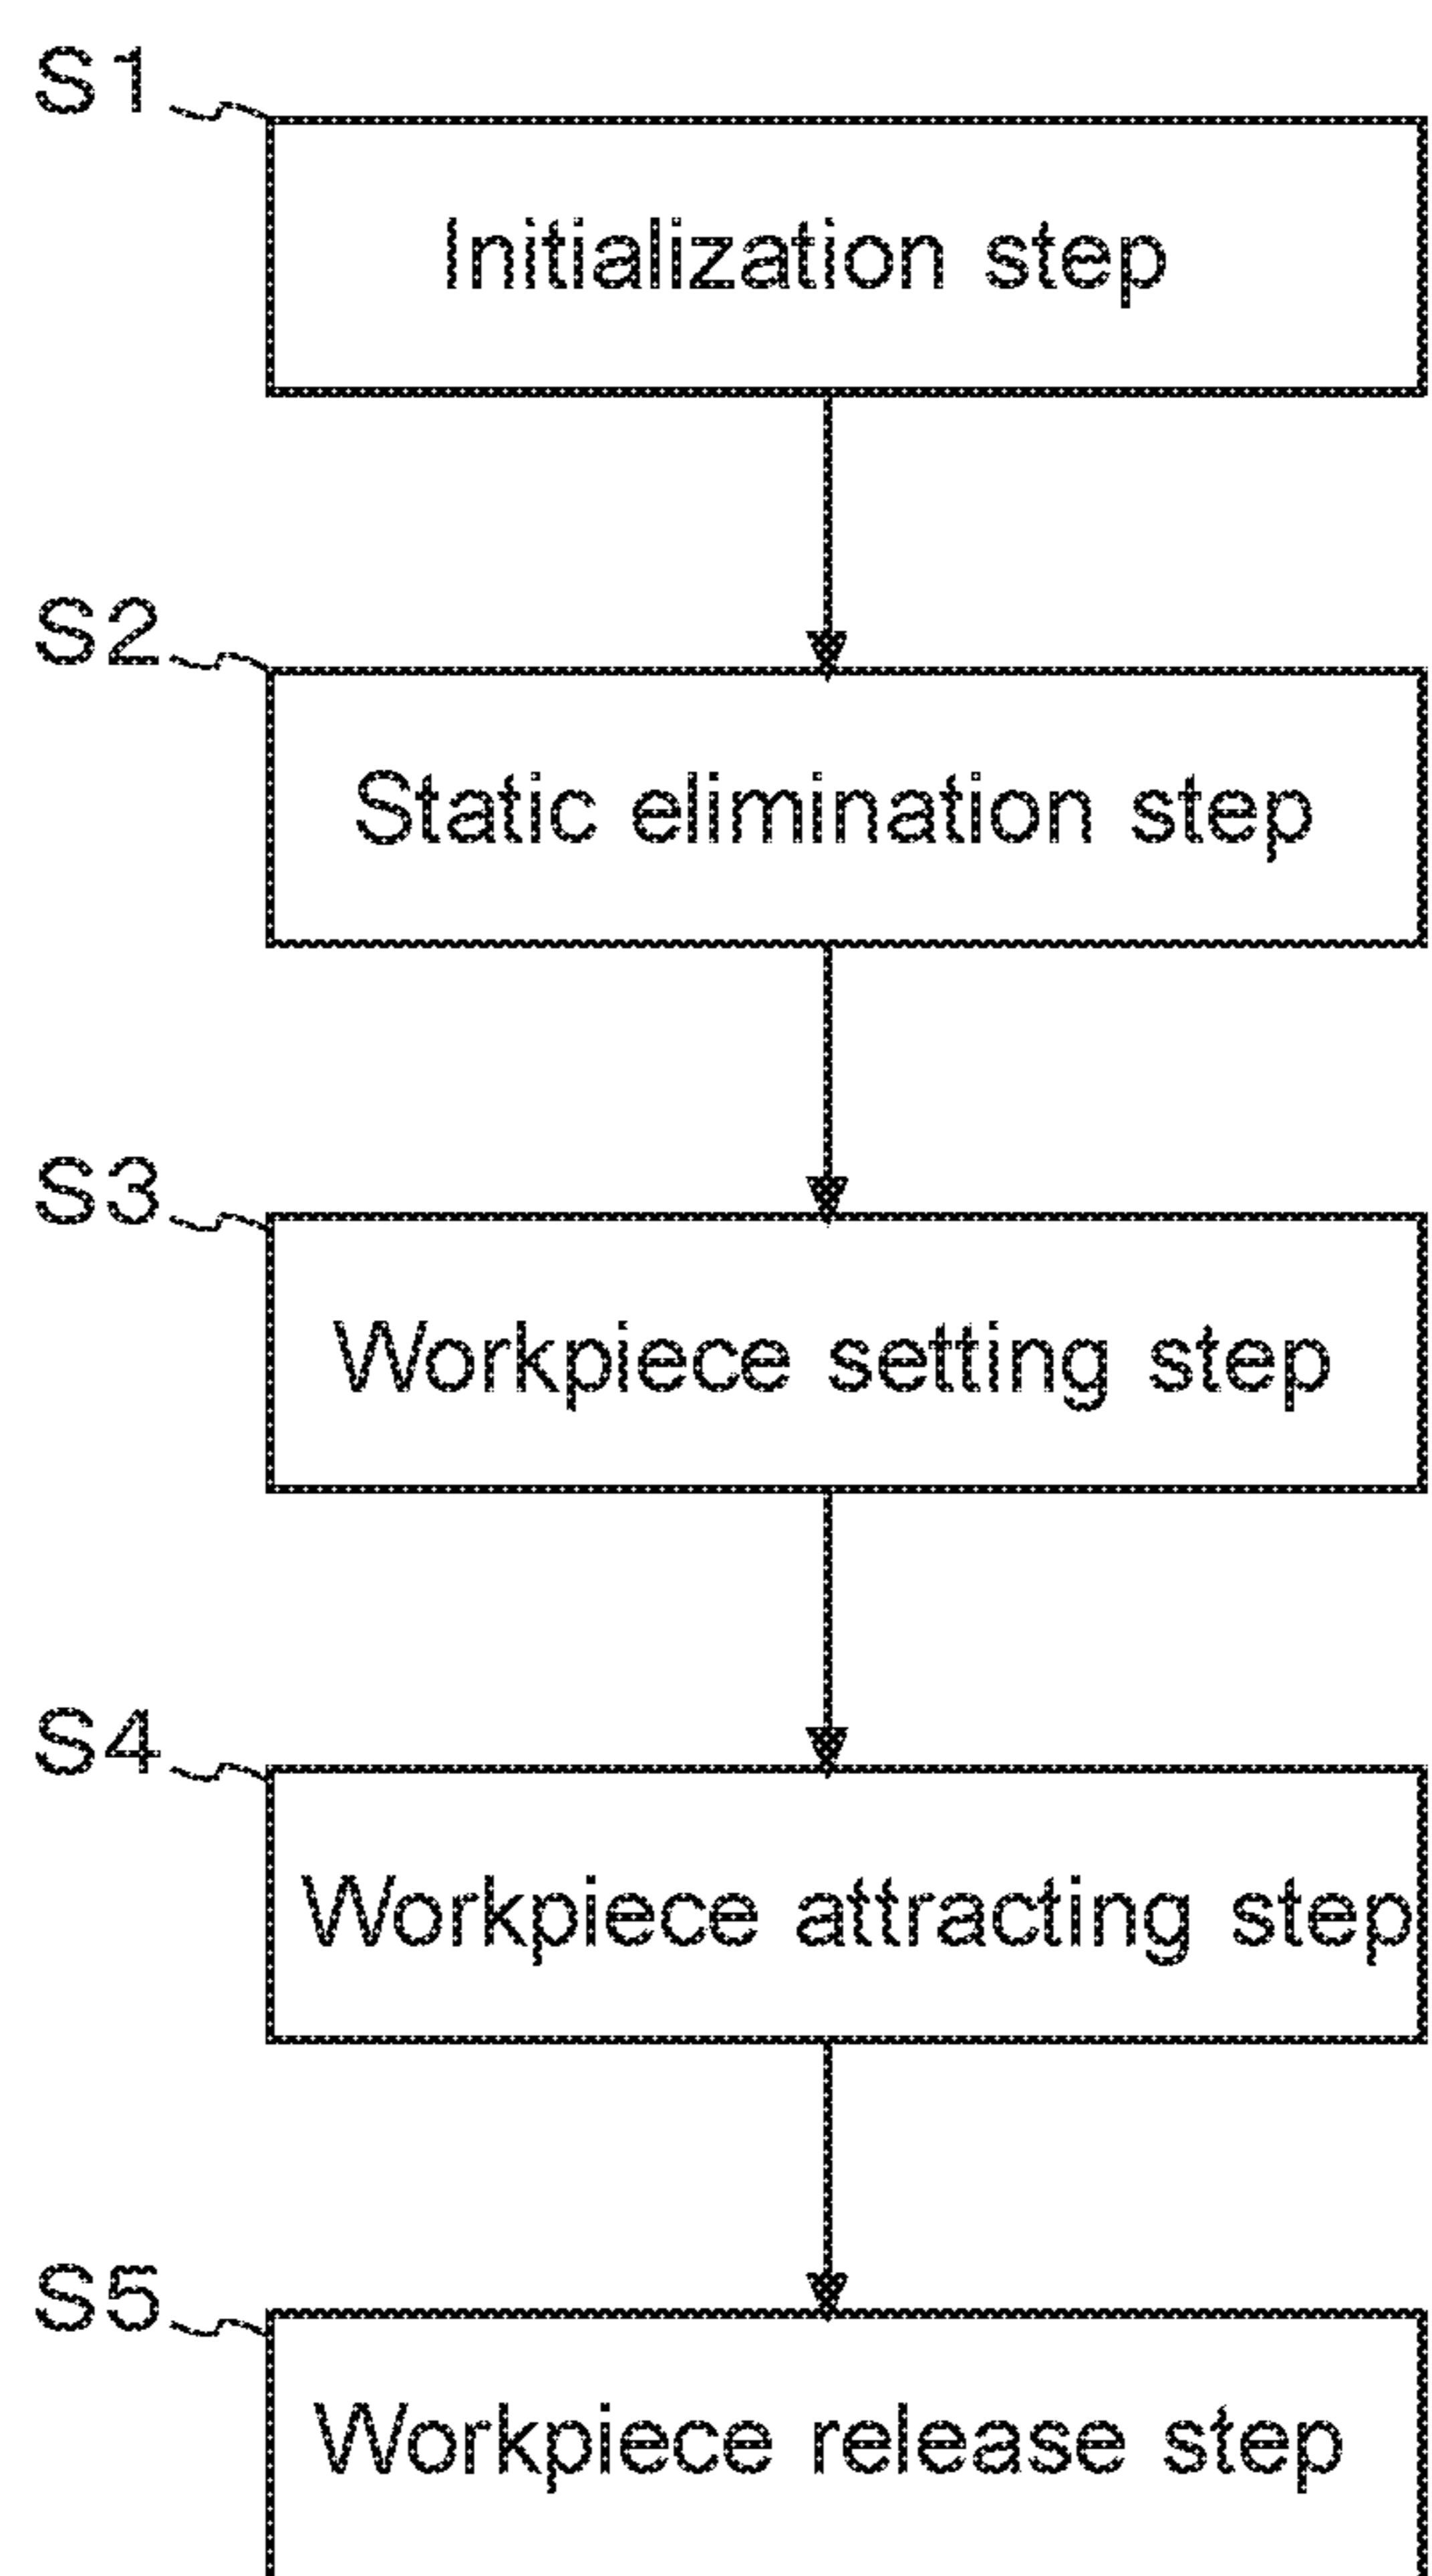 S1
Initialization step
S2
Static elimination step
S3
Workpiece setting step
S4
Workpiece attracting step
S5
Workpiece release step